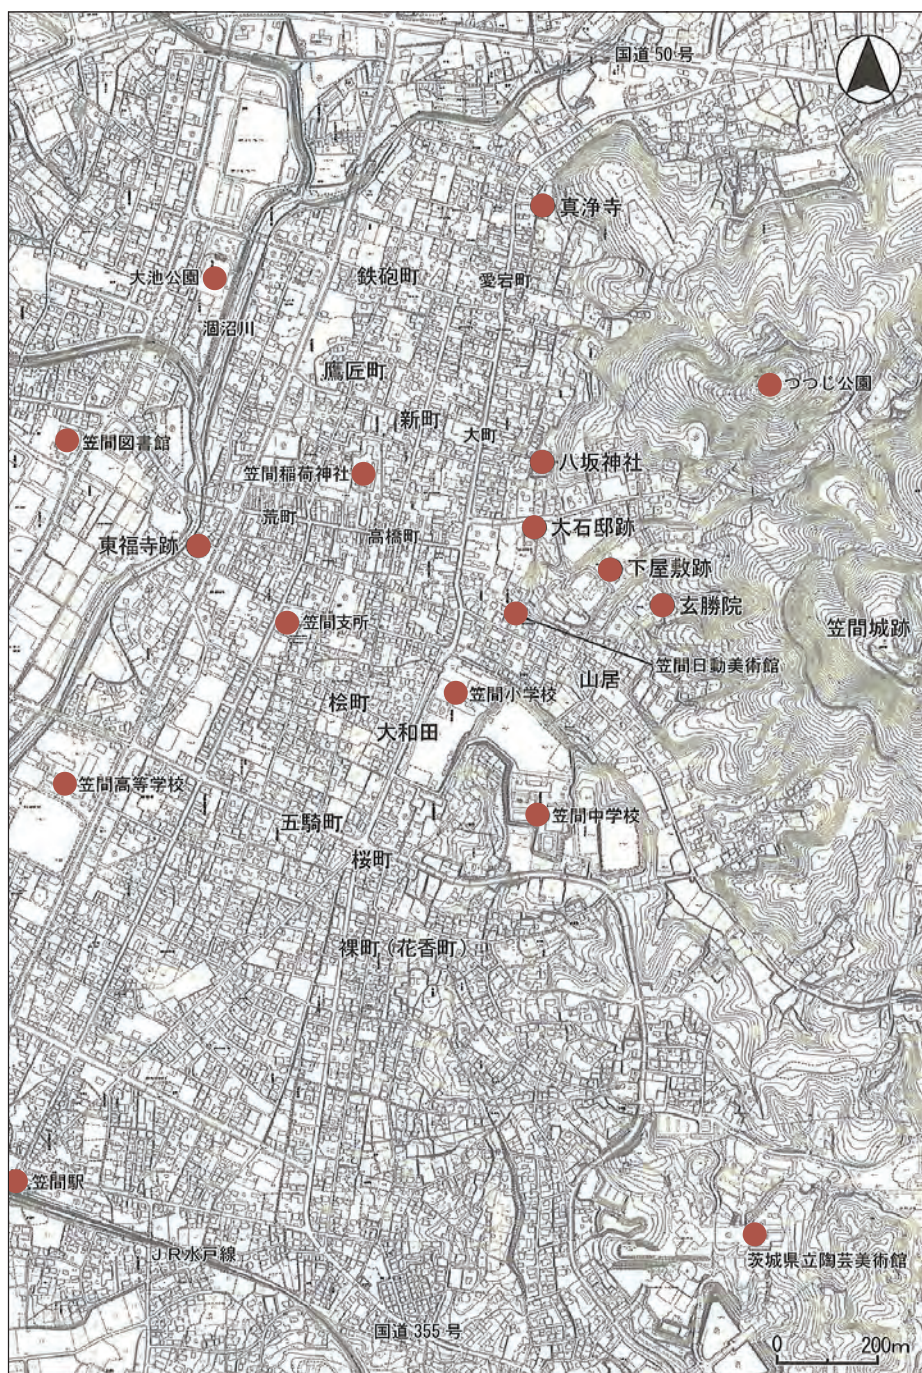 国道50号
真浄寺
大池公園
鉄砲町
愛宕町
涸沼川
鷹匠町
つつじ公園
新町
大町
笠間図書館
八坂神社
笠間稲荷神社
荒町
高橋町
大石邸跡
東福寺跡
下屋敷跡
玄勝院
笠間支所
笠間城跡
笠間日動美術館
山居
笠間小学校
桧町
大和田
笠間高等学校
笠間中学校
五騎町
桜町
裸町(花香町)
笠間駅
JR水戸線
茨城県立陶芸美術館
国道355号
0 200m